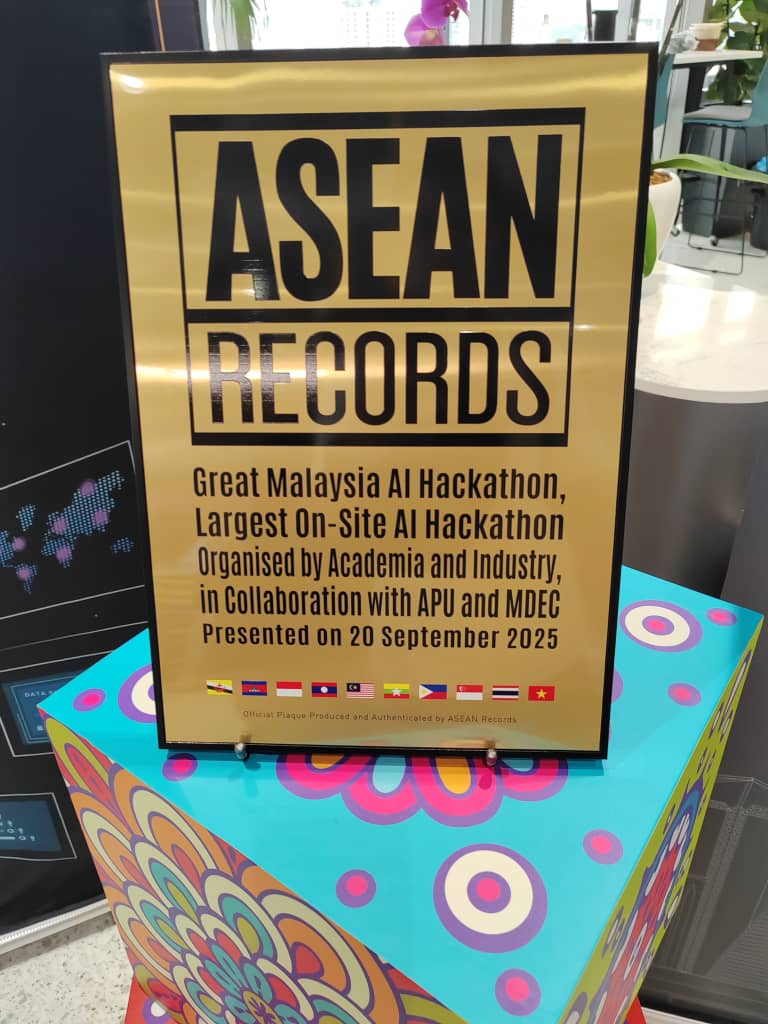 ASEAN
RECORDS
Great Malaysia AI Hackathon,
Largest On-Site AI Hackathon
Organised by Academia and Industry,
in Collaboration with APU and MDEC
Presented on 20 September 2025
Official Plaque Produced and Authenticated by ASEAN Records